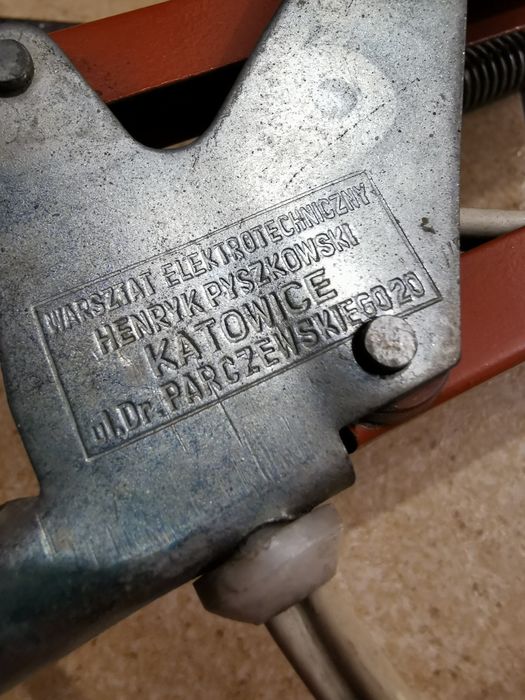 WARSZTAT ELEKTROTECHNICZNY
HENRYK PYSZKOWSKI
KATOWICE
ul. Dr. PARCZEWSKIEGO 20